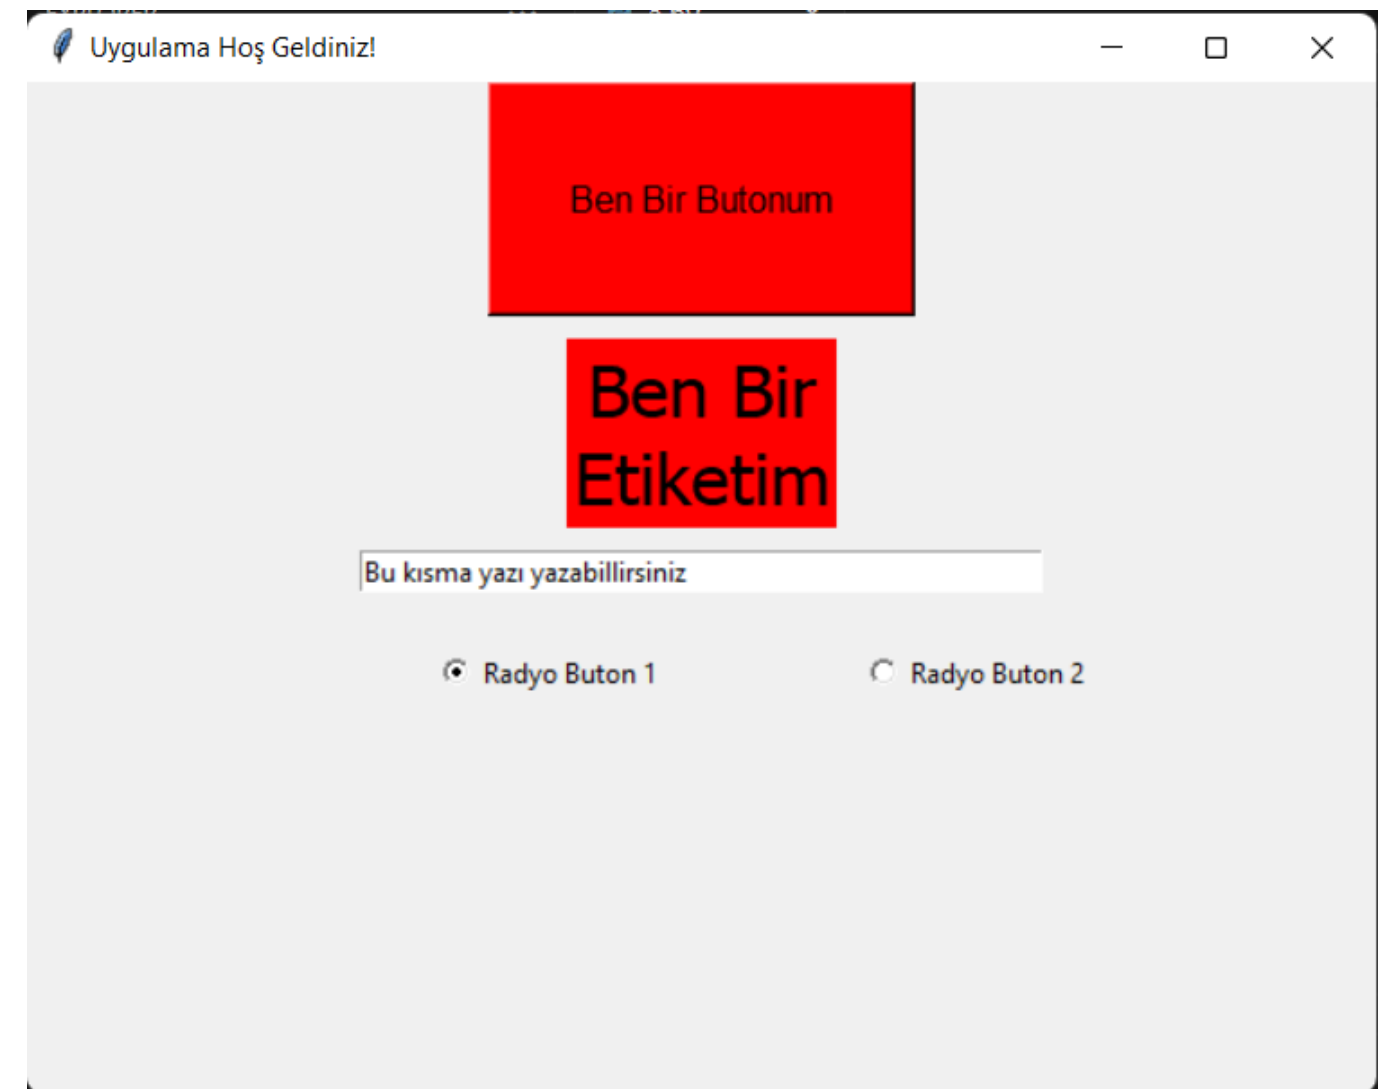 Uygulama Hoş Geldiniz!
Ben Bir Butonum
Ben Bir
Etiketim
Bu kısma yazı yazabillirsiniz
Radyo Buton 1 Radyo Buton 2